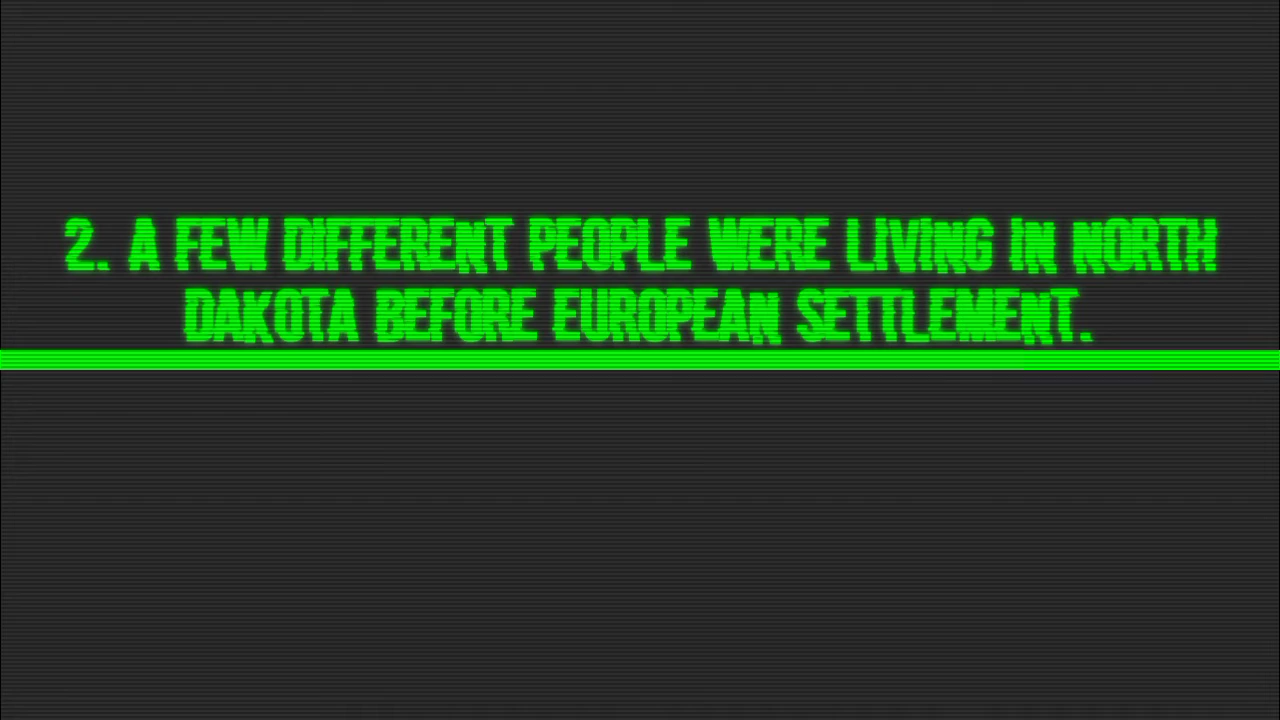 2. A FEW DIFFERENT PEOPLE WERE LIVING IN NORTH
DAKOTA BEFORE EUROPEAN SETTLEMENT.